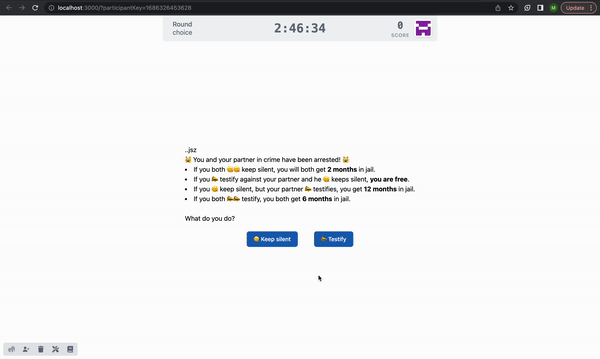 localhost:3000/?participantKey=1686326453628
M
Update
Round
choice
2:46:34
0
SCORE
..jsz
🙀 You and your partner in crime have been arrested! 🙀
• If you both 😄😄 keep silent, you will both get 2 months in jail.
• If you testify against your partner and he keeps silent, you are free.
• If you keep silent, but your partner testifies, you get 12 months in jail.
• If you both testify, you both get 6 months in jail.
What do you do?
Keep silent
Testify